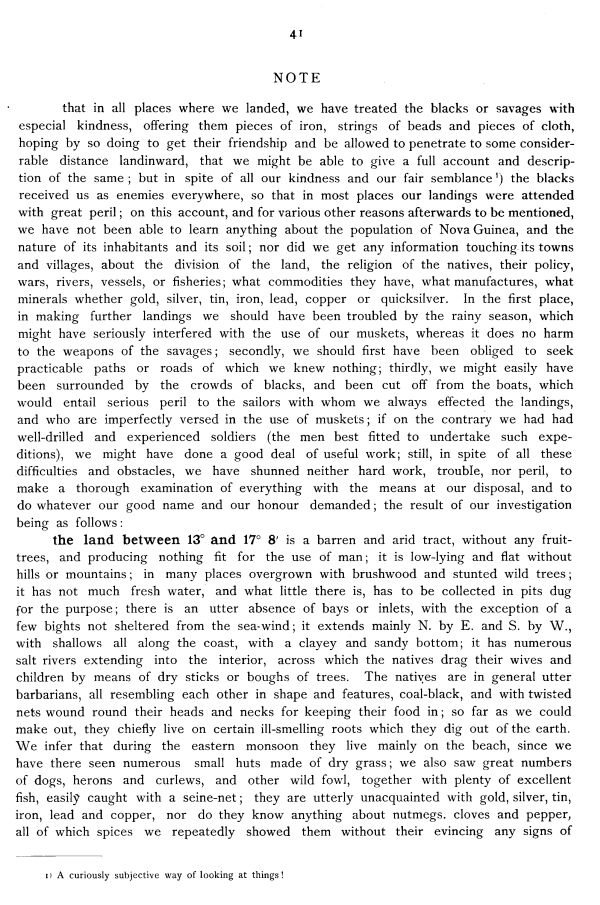 41
NOTE
that in all places where we landed, we have treated the blacks or savages with
especial kindness, offering them pieces of iron, strings of beads and pieces of cloth,
hoping by so doing to get their friendship and be allowed to penetrate to some consider-
rable distance landinward, that we might be able to give a full account and descrip-
tion of the same; but in spite of all our kindness and our fair semblance ¹) the blacks
received us as enemies everywhere, so that in most places our landings were attended
with great peril; on this account, and for various other reasons afterwards to be mentioned,
we have not been able to learn anything about the population of Nova Guinea, and the
nature of its inhabitants and its soil; nor did we get any information touching its towns
and villages, about the division of the land, the religion of the natives, their policy,
wars, rivers, vessels, or fisheries; what commodities they have, what manufactures, what
minerals whether gold, silver, tin, iron, lead, copper or quicksilver. In the first place,
in making further landings we should have been troubled by the rainy season, which
might have seriously interfered with the use of our muskets, whereas it does no harm
to the weapons of the savages; secondly, we should first have been obliged to seek
practicable paths or roads of which we knew nothing; thirdly, we might easily have
been surrounded by the crowds of blacks, and been cut off from the boats, which
would entail serious peril to the sailors with whom we always effected the landings,
and who are imperfectly versed in the use of muskets; if on the contrary we had had
well-drilled and experienced soldiers (the men best fitted to undertake such expe-
ditions), we might have done a good deal of useful work; still, in spite of all these
difficulties and obstacles, we have shunned neither hard work, trouble, nor peril, to
make a thorough examination of everything with the means at our disposal, and to
do whatever our good name and our honour demanded; the result of our investigation
being as follows:
the land between 13° and 17° 8′ is a barren and arid tract, without any fruit-
trees, and producing nothing fit for the use of man; it is low-lying and flat without
hills or mountains; in many places overgrown with brushwood and stunted wild trees;
it has not much fresh water, and what little there is, has to be collected in pits dug
for the purpose; there is an utter absence of bays or inlets, with the exception of a
few bights not sheltered from the sea-wind; it extends mainly N. by E. and S. by W.,
with shallows all along the coast, with a clayey and sandy bottom; it has numerous
salt rivers extending into the interior, across which the natives drag their wives and
children by means of dry sticks or boughs of trees. The natives are in general utter
barbarians, all resembling each other in shape and features, coal-black, and with twisted
nets wound round their heads and necks for keeping their food in; so far as we could
make out, they chiefly live on certain ill-smelling roots which they dig out of the earth.
We infer that during the eastern monsoon they live mainly on the beach, since we
have there seen numerous small huts made of dry grass; we also saw great numbers
of dogs, herons and curlews, and other wild fowl, together with plenty of excellent
fish, easily caught with a seine-net; they are utterly unacquainted with gold, silver, tin,
iron, lead and copper, nor do they know anything about nutmegs. cloves and pepper,
all of which spices we repeatedly showed them without their evincing any signs of
1) A curiously subjective way of looking at things!